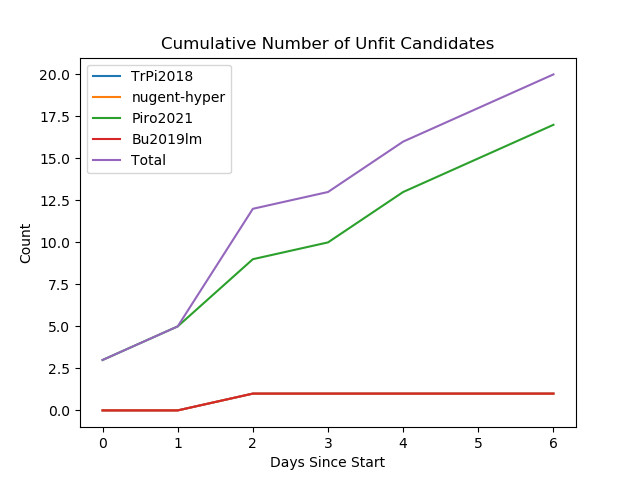 Cumulative Number of Unfit Candidates
TrPi2018
nugent-hyper
Piro2021
Bu2019lm
Total
20.0
17.5
15.0
12.5
10.0
7.5
5.0
2.5
0.0
Count
0 1 2 3 4 5 6
Days Since Start